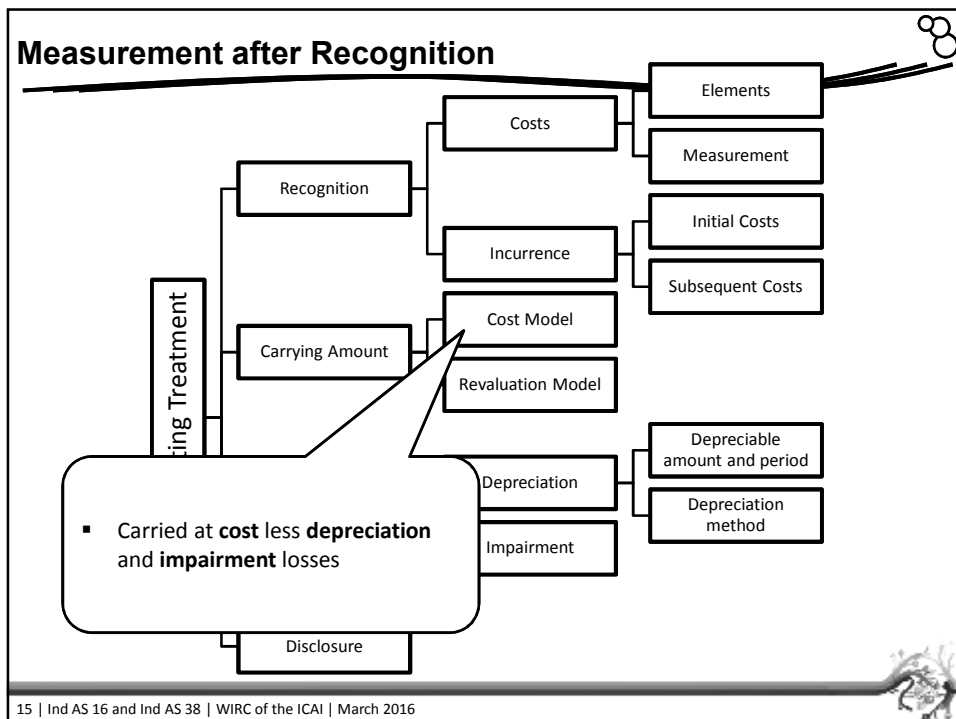 Measurement after Recognition
Elements
Costs
Measurement
Recognition
Initial Costs
Incurrence
Subsequent Costs
ting Treatment
Cost Model
Carrying Amount
Revaluation Model
Depreciable
amount and period
Depreciation
Depreciation
method
▪ Carried at cost less depreciation
and impairment losses
Impairment
Disclosure
15 | Ind AS 16 and Ind AS 38 | WIRC of the ICAI | March 2016